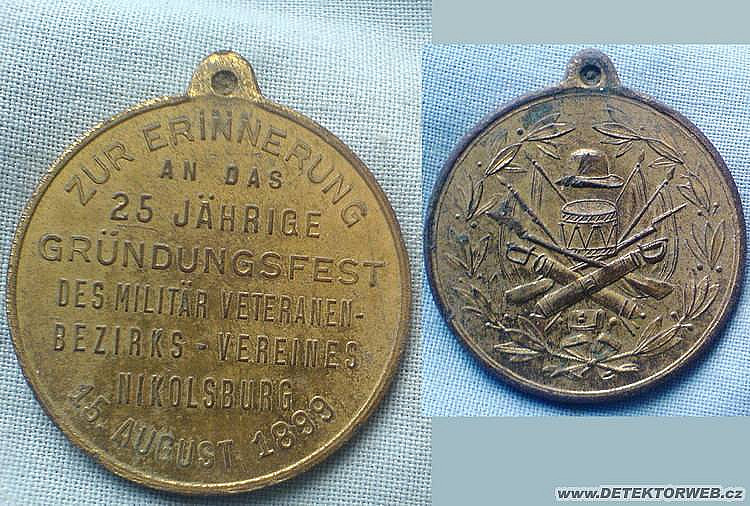 ZUR ERINNERUNG
AN DAS
25 JÄHRIGE
GRÜNDUNGSFEST
DES MILITÄR VETERANEN-
BEZIRKS-VEREINES
NIKOLSBURG
15. AUGUST 1899
www.DETEKTORWEB.cz